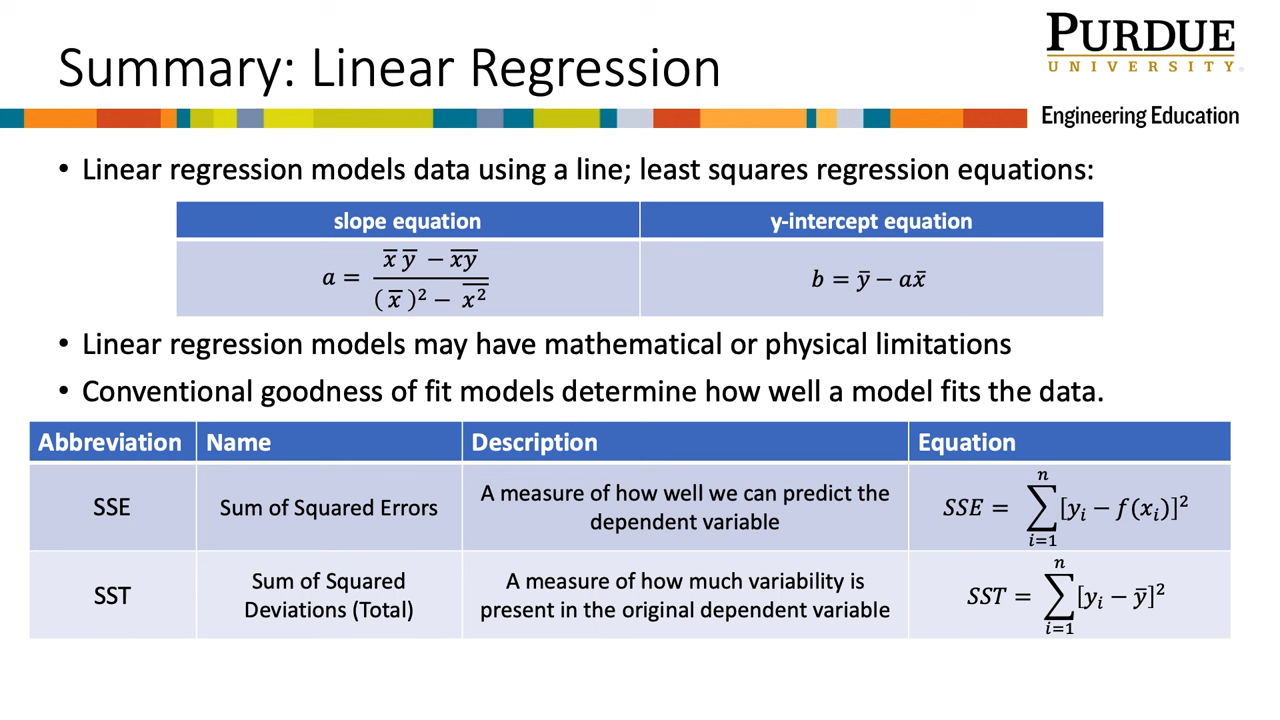 Summary: Linear Regression
PURDUE
UNIVERSITY®
Engineering Education
• Linear regression models data using a line; least squares regression equations:
slope equation
y-intercept equation
a = (x̅ y̅ − x̅y̅) / ((x̅)² − x̅²)
b = y̅ − ax̅
• Linear regression models may have mathematical or physical limitations
• Conventional goodness of fit models determine how well a model fits the data.
Abbreviation Name Description Equation
SSE
Sum of Squared Errors
A measure of how well we can predict the
dependent variable
SSE = ∑ᵢ₌₁ⁿ [yᵢ − f(xᵢ)]²
SST
Sum of Squared
Deviations (Total)
A measure of how much variability is
present in the original dependent variable
SST = ∑ᵢ₌₁ⁿ [yᵢ − y̅]²